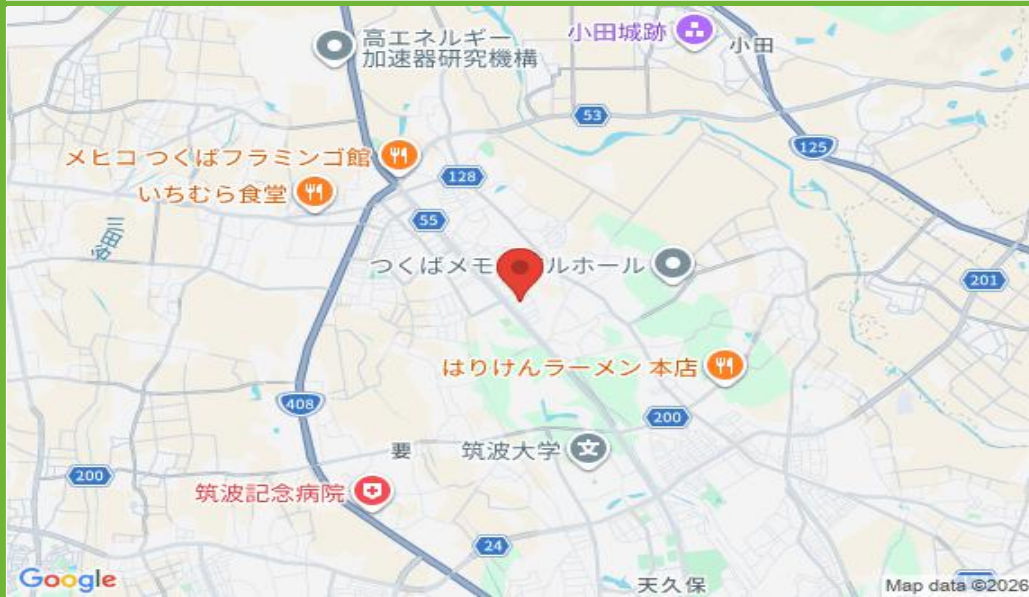 高エネルギー
加速器研究機構
小田城跡
小田
53
125
メヒコ つくばフラミンゴ館
128
いちむら食堂
55
つくばメモ
ルホール
201
はりけんラーメン 本店
408
200
要
筑波大学
200
筑波記念病院
24
天久保
Google
Map data ©2026